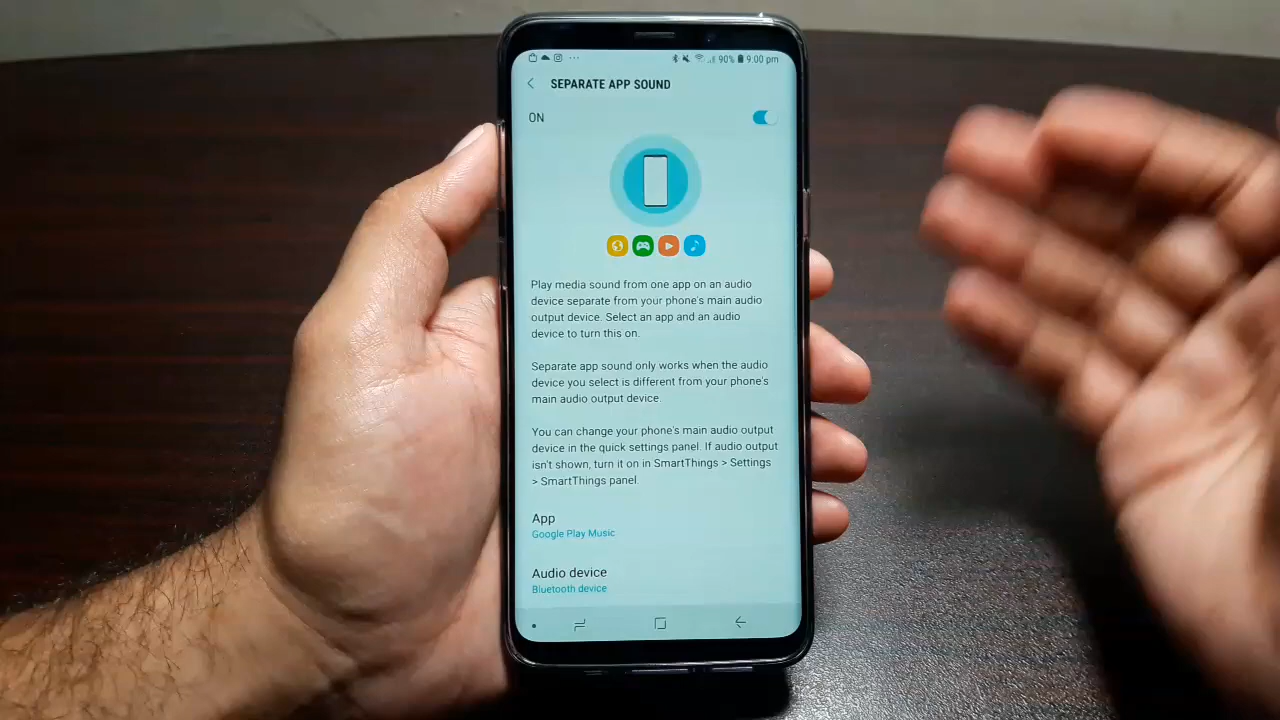 90% 9:00 pm
SEPARATE APP SOUND
ON
Play media sound from one app on an audio
device separate from your phone's main audio
output device. Select an app and an audio
device to turn this on.
Separate app sound only works when the audio
device you select is different from your phone's
main audio output device.
You can change your phone's main audio output
device in the quick settings panel. If audio output
isn't shown, turn it on in SmartThings > Settings
> SmartThings panel.
App
Google Play Music
Audio device
Bluetooth device